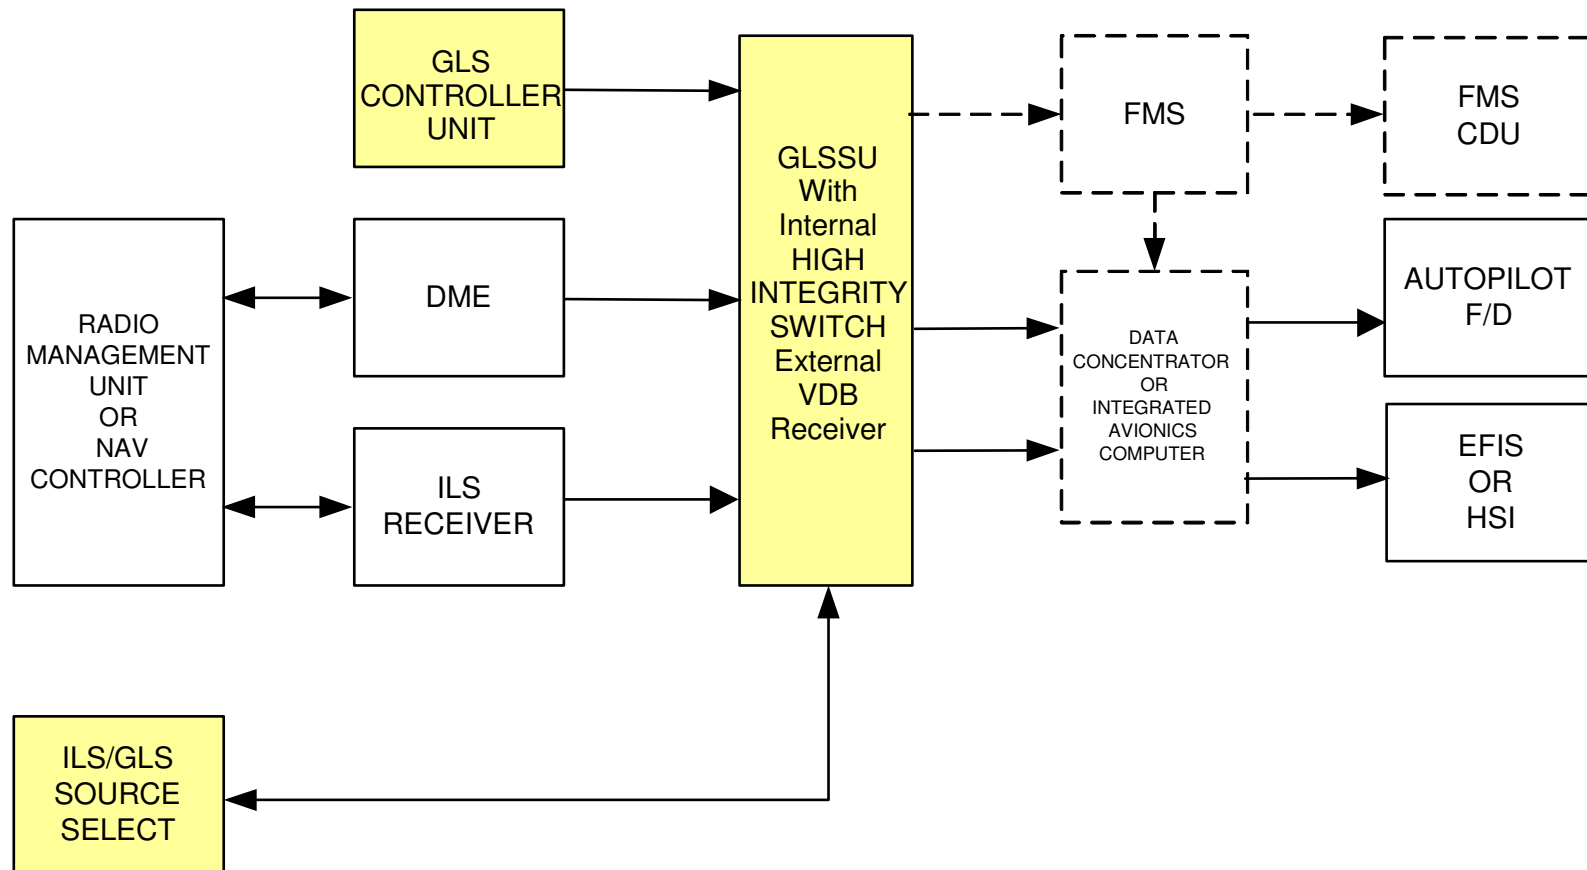 GLS
CONTROLLER
UNIT
GLSSU
With
Internal
HIGH
INTEGRITY
SWITCH
External
VDB
Receiver
FMS
FMS
CDU
RADIO
MANAGEMENT
UNIT
OR
NAV
CONTROLLER
DME
ILS
RECEIVER
DATA
CONCENTRATOR
OR
INTEGRATED
AVIONICS
COMPUTER
AUTOPILOT
F/D
EFIS
OR
HSI
ILS/GLS
SOURCE
SELECT